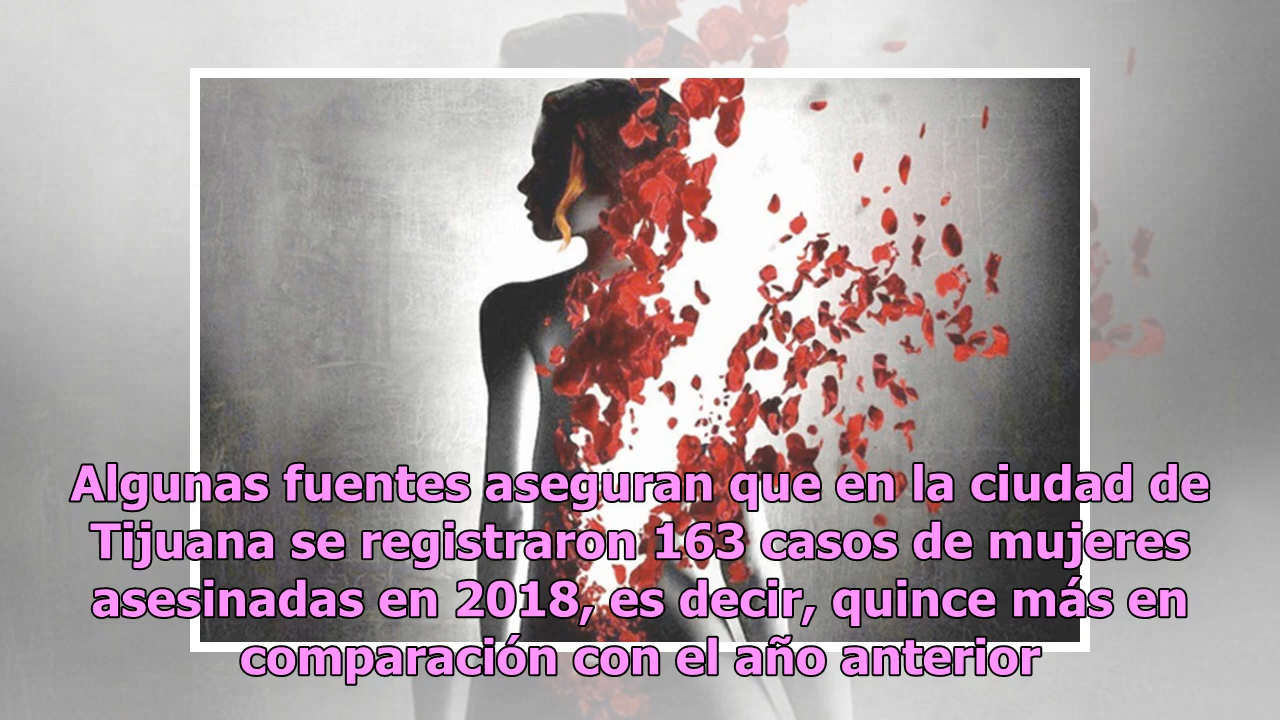 Algunas fuentes aseguran que en la ciudad de
Tijuana se registraron 163 casos de mujeres
asesinadas en 2018, es decir, quince más en
comparación con el año anterior